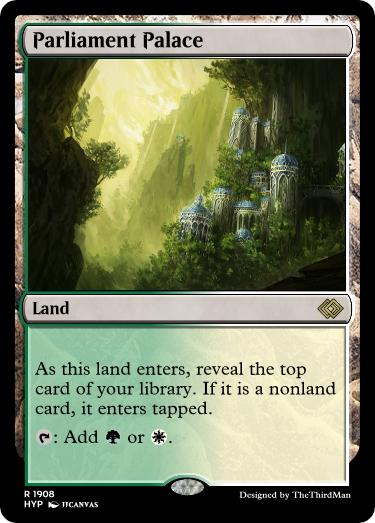 Parliament Palace
Land
As this land enters, reveal the top
card of your library. If it is a nonland
card, it enters tapped.
: Add or .
R 1908
HYP JJCANVAS
Designed by TheThirdMan